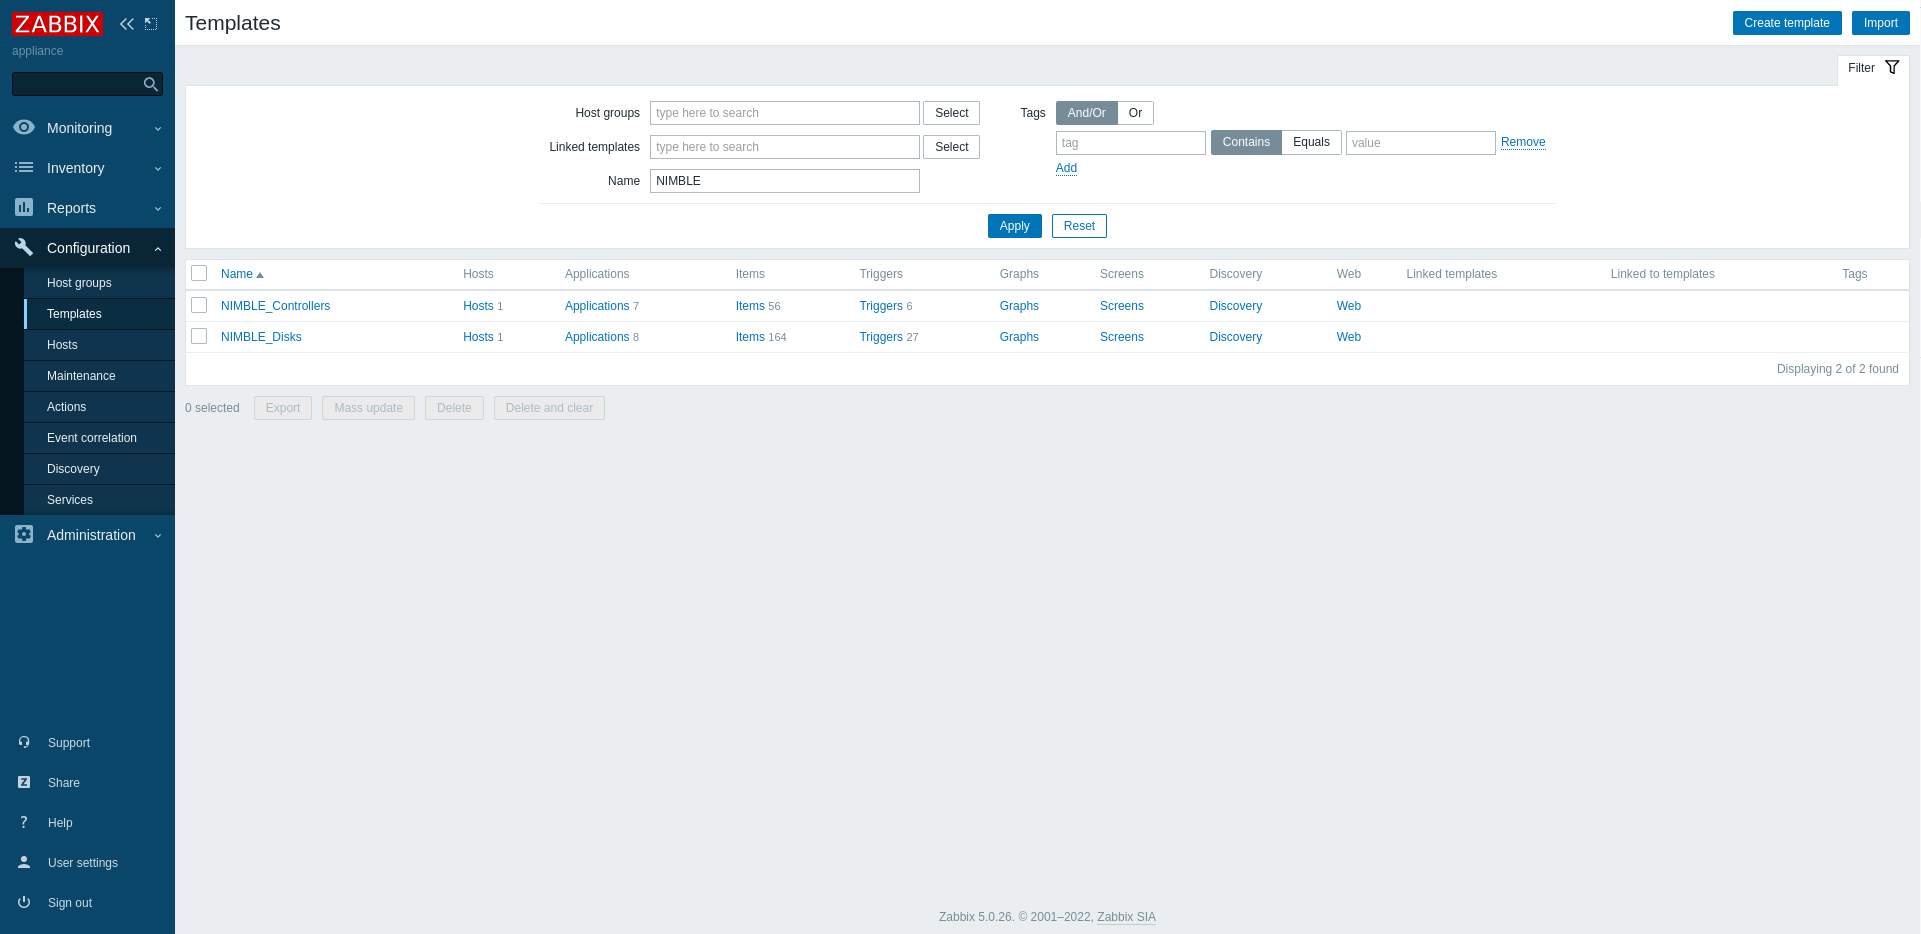 ZABBIX
appliance
Monitoring
Inventory
Reports
Configuration
Host groups
Templates
Hosts
Maintenance
Actions
Event correlation
Discovery
Services
Administration
Support
Share
Help
User settings
Sign out
Templates
Create template Import
Filter
Host groups type here to search Select Tags And/Or Or
Linked templates type here to search Select tag Contains Equals value Remove
Add
Name NIMBLE
Apply Reset
Name Hosts Applications Items Triggers Graphs Screens Discovery Web Linked templates Linked to templates Tags
NIMBLE_Controllers Hosts 1 Applications 7 Items 56 Triggers 6 Graphs Screens Discovery Web
NIMBLE_Disks Hosts 1 Applications 8 Items 164 Triggers 27 Graphs Screens Discovery Web
Displaying 2 of 2 found
0 selected Export Mass update Delete Delete and clear
Zabbix 5.0.26. © 2001–2022, Zabbix SIA